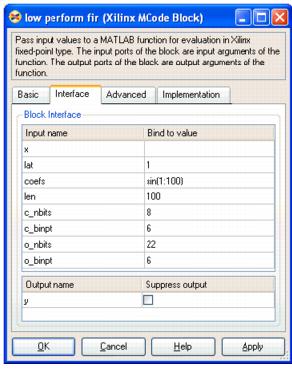 low perform fir (Xilinx MCode Block)
Pass input values to a MATLAB function for evaluation in Xilinx
fixed-point type. The input ports of the block are input arguments of the
function. The output ports of the block are output arguments of the
function.
Basic Interface Advanced Implementation
Block Interface
Input name Bind to value
x
lat 1
coefs sin(1:100)
len 100
c_nbits 8
c_binpt 6
o_nbits 22
o_binpt 6
Output name Suppress output
y
OK Cancel Help Apply